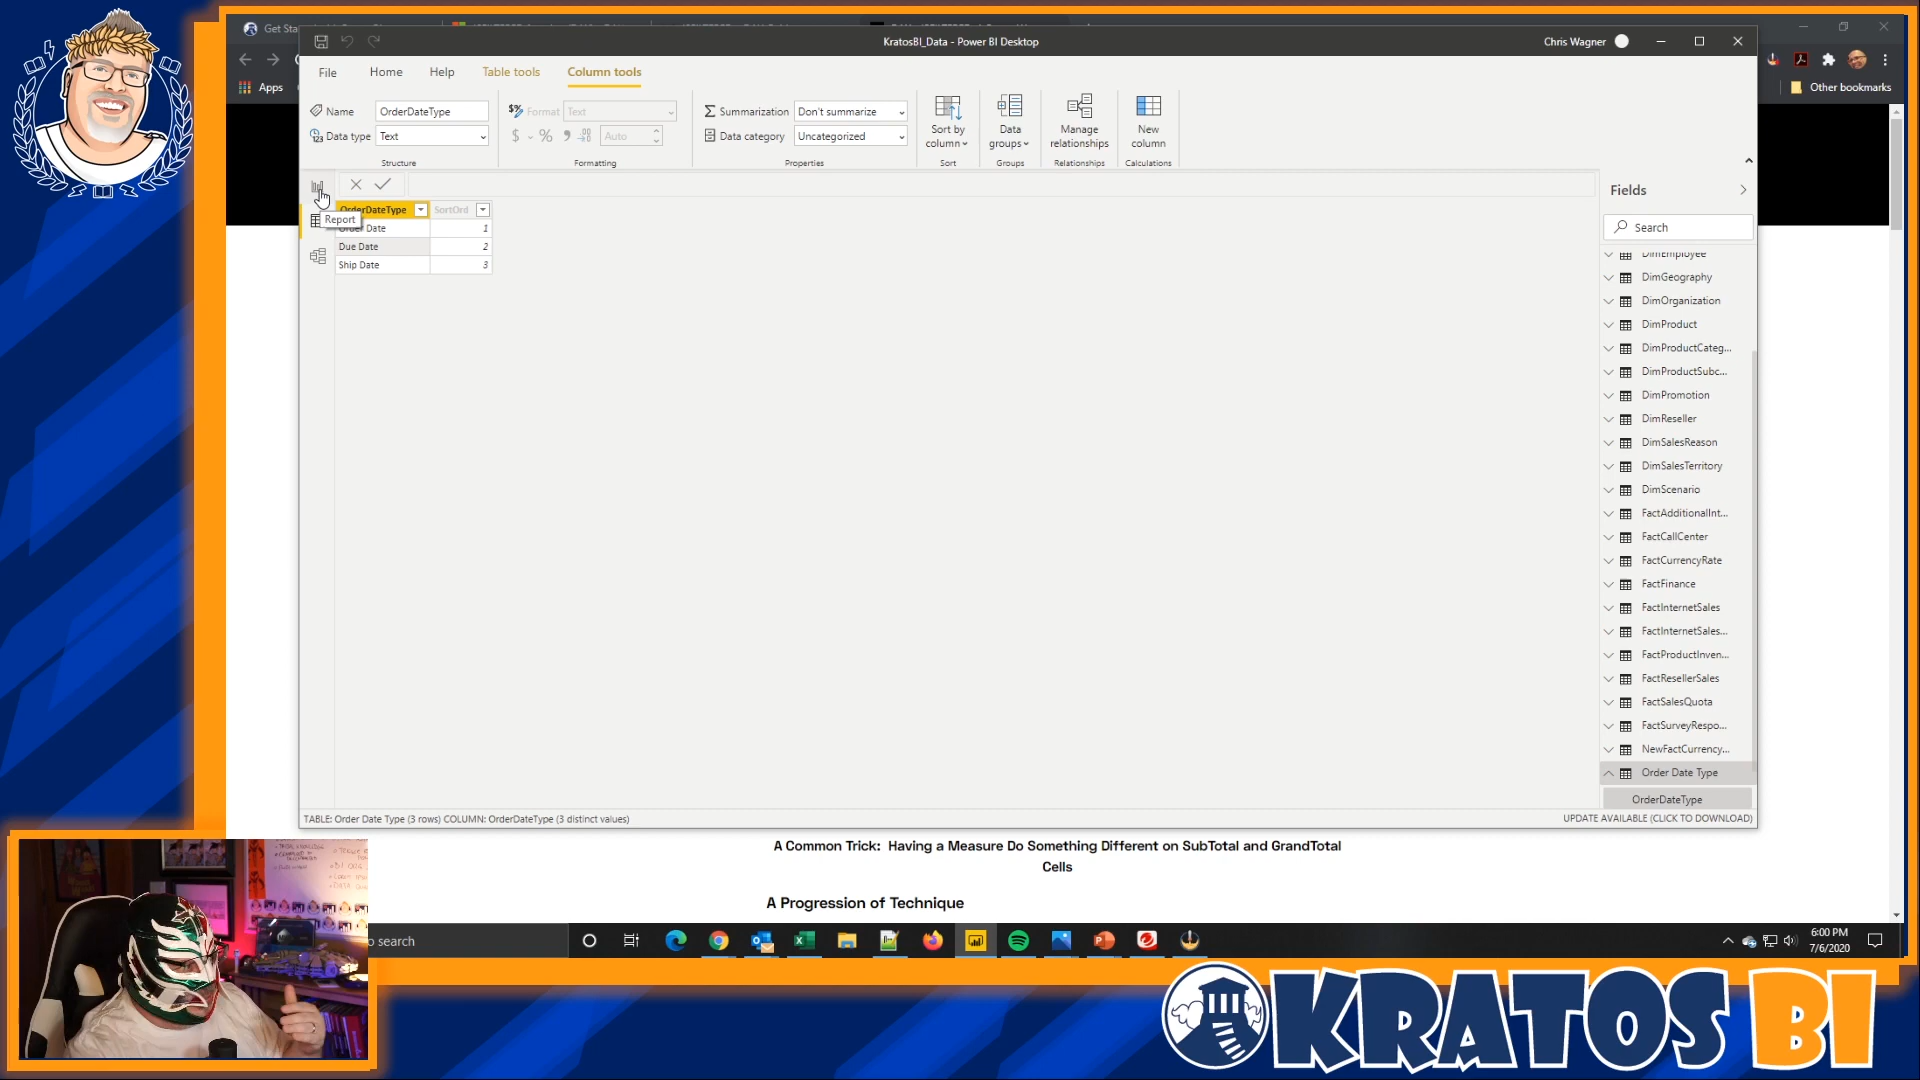 Get Sta
KratosBI_Data - Power BI Desktop
Chris Wagner
File
Home
Help
Table tools
Column tools
Apps
Other bookmarks
Name
OrderDateType
Data type
Text
Structure
Format
Text
$
%
Auto
Formatting
Summarization
Don't summarize
Data category
Uncategorized
Properties
Sort by
column
Sort
Data
groups
Groups
Manage
relationships
Relationships
New
column
Calculations
OrderDateType
SortOrd
Report
Order Date
1
Due Date
2
Ship Date
3
Fields
Search
DimEmployee
DimGeography
DimOrganization
DimProduct
DimProductCateg...
DimProductSubc...
DimPromotion
DimReseller
DimSalesReason
DimSalesTerritory
DimScenario
FactAdditionalInt...
FactCallCenter
FactCurrencyRate
FactFinance
FactInternetSales
FactInternetSales...
FactProductInven...
FactResellerSales
FactSalesQuota
FactSurveyRespo...
NewFactCurrency...
Order Date Type
OrderDateType
TABLE: Order Date Type (3 rows) COLUMN: OrderDateType (3 distinct values)
UPDATE AVAILABLE (CLICK TO DOWNLOAD)
A Common Trick: Having a Measure Do Something Different on SubTotal and GrandTotal
Cells
A Progression of Technique
o search
6:00 PM
7/6/2020
KRATOS BI